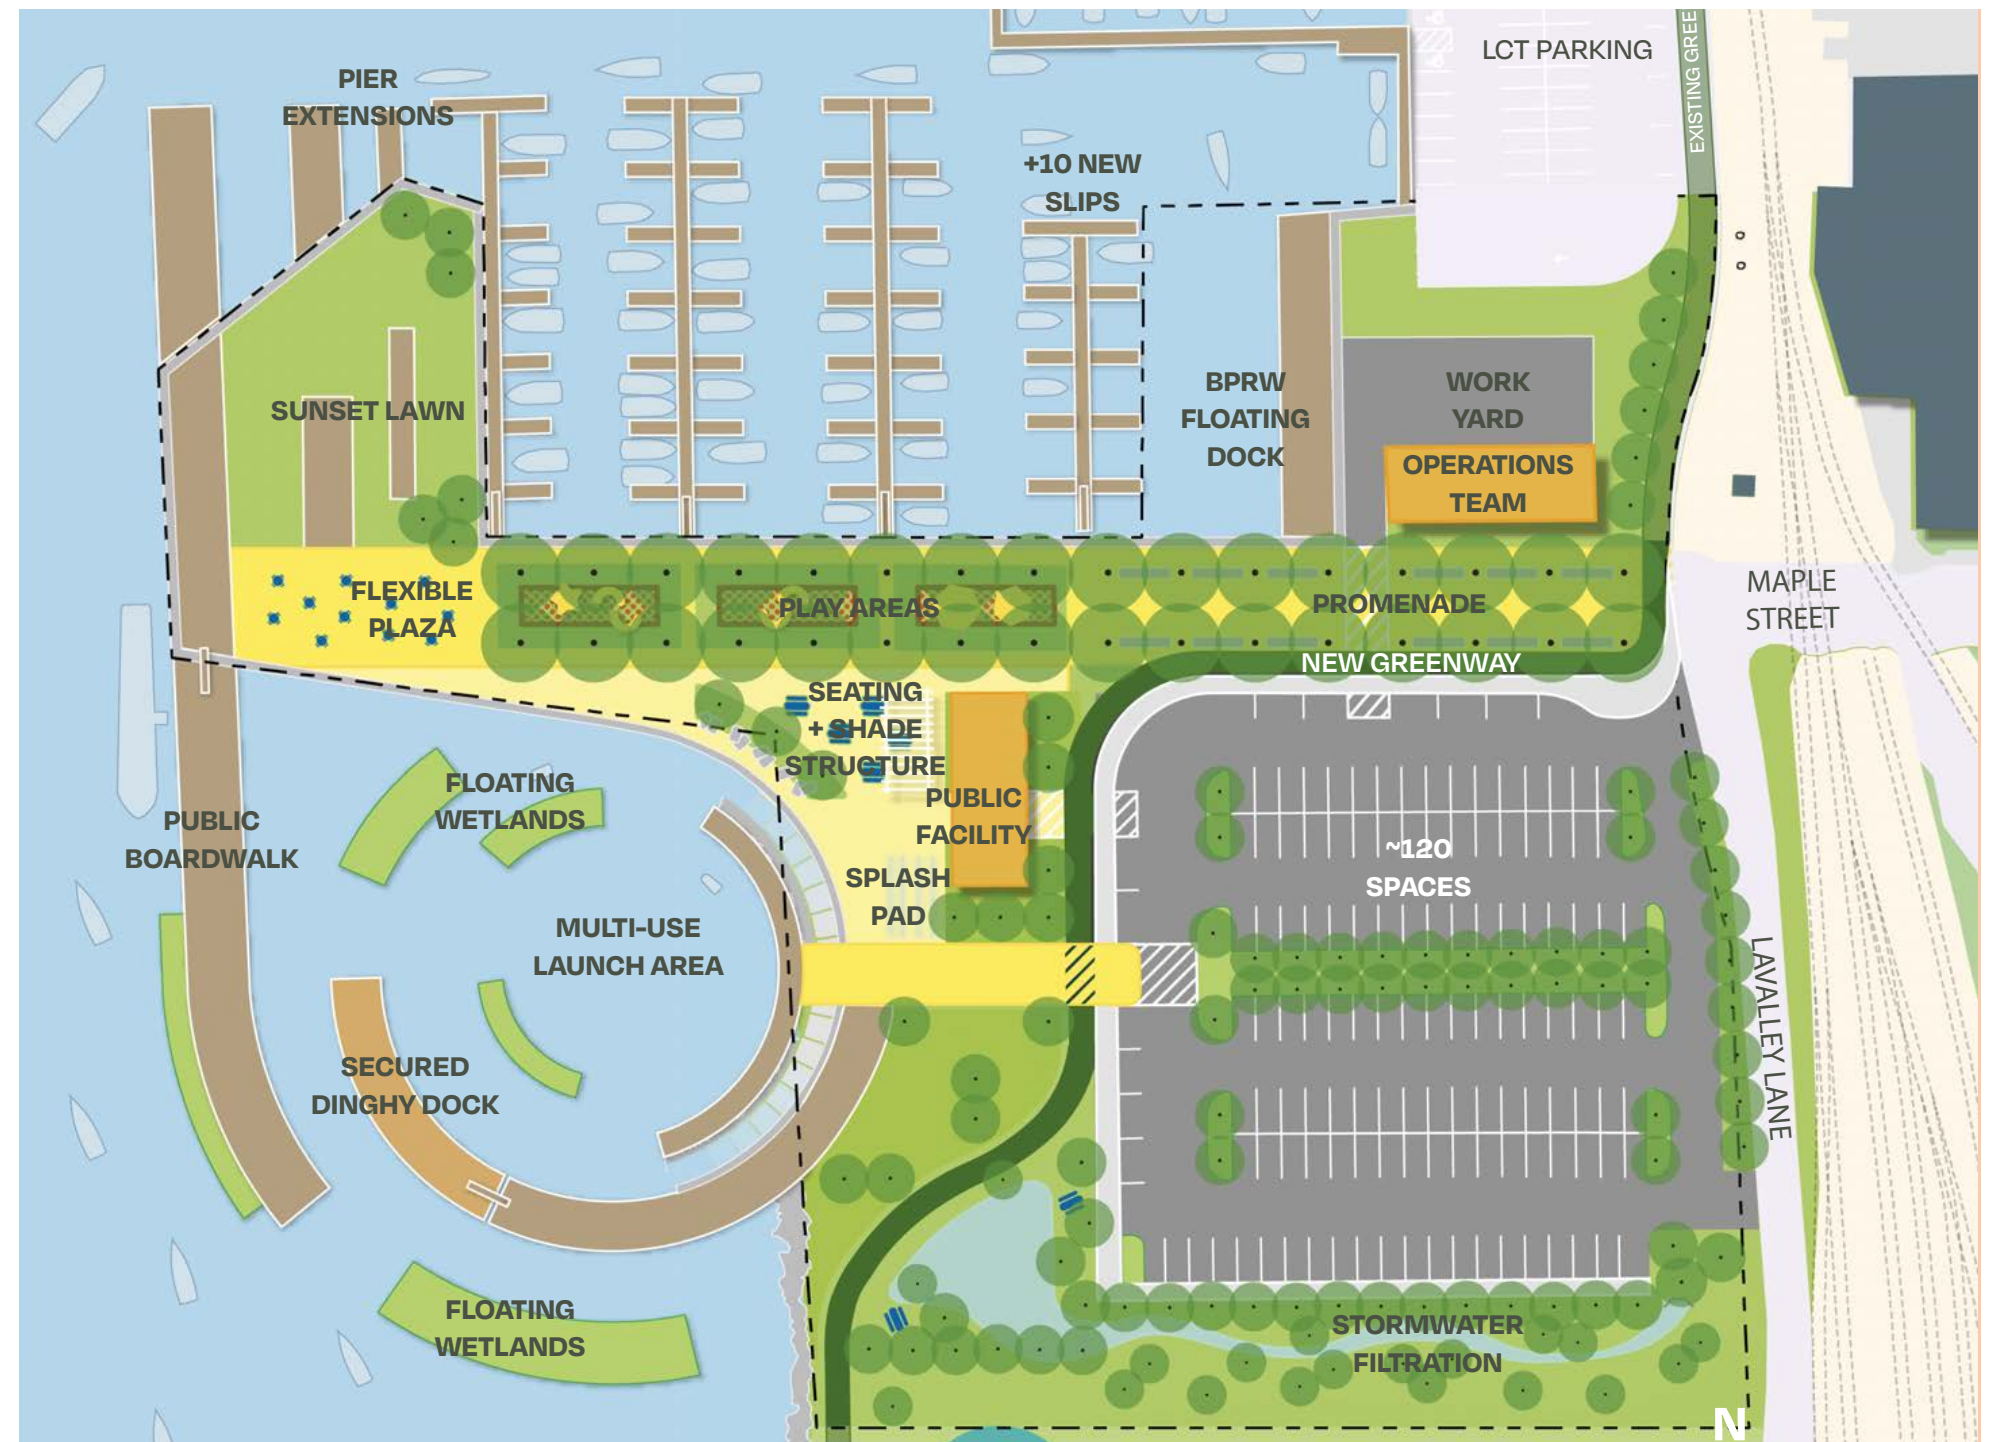 LCT PARKING
EXISTING GREE
PIER
EXTENSIONS
+10 NEW
SLIPS
SUNSET LAWN
BPRW
FLOATING
DOCK
WORK
YARD
OPERATIONS
TEAM
MAPLE
STREET
FLEXIBLE
PLAZA
PLAY AREAS
PROMENADE
NEW GREENWAY
SEATING
+ SHADE
STRUCTURE
PUBLIC
FACILITY
FLOATING
WETLANDS
PUBLIC
BOARDWALK
~120
SPACES
SPLASH
PAD
MULTI-USE
LAUNCH AREA
LAVALLEY LANE
SECURED
DINGHY DOCK
FLOATING
WETLANDS
STORMWATER
FILTRATION
N